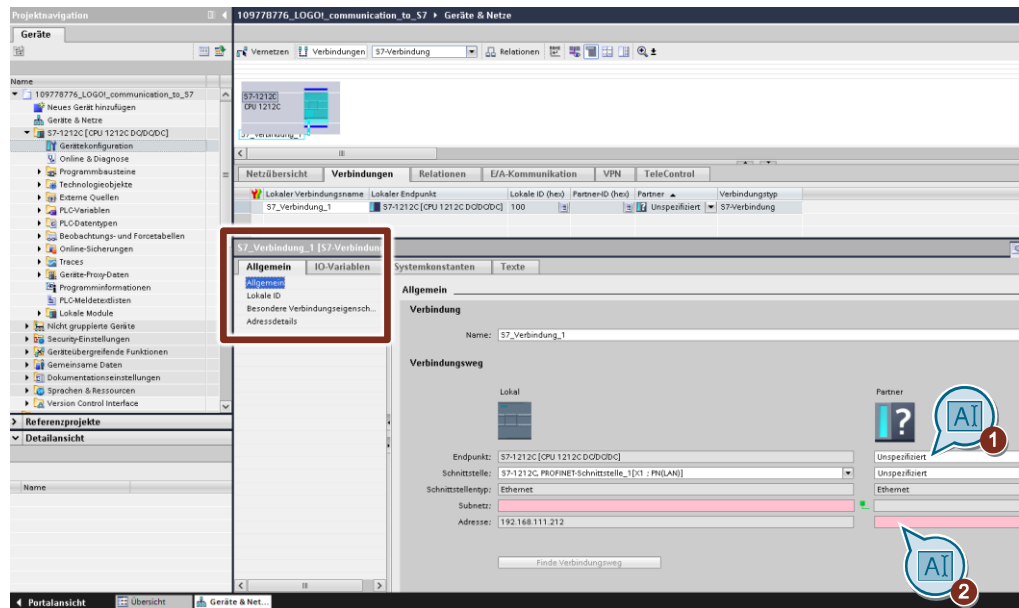 Projektnavigation
109778776_LOGO!_communication_to_S7 ▸ Geräte & Netze
Geräte
Vernetzen Verbindungen S7-Verbindung Relationen
Name
109778776_LOGO!_communication_to_S7
Neues Gerät hinzufügen
Geräte & Netze
S7-1212C [CPU 1212C DC/DC/DC]
Gerätekonfiguration
Online & Diagnose
Programmbausteine
Technologieobjekte
Externe Quellen
PLC-Variablen
PLC-Datentypen
Beobachtungs- und Forcetabellen
Online-Sicherungen
Traces
Geräte-Proxy-Daten
Programminformationen
PLC-Meldetextlisten
Lokale Module
Nicht gruppierte Geräte
Security-Einstellungen
Geräteübergreifende Funktionen
Gemeinsame Daten
Dokumentationseinstellungen
Sprachen & Ressourcen
Version Control Interface
Referenzprojekte
Detailansicht
Name
S7-1212C
CPU 1212C
S7_Verbindung_1
Netzübersicht Verbindungen Relationen E/A-Kommunikation VPN TeleControl
Lokaler Verbindungsname Lokaler Endpunkt Lokale ID (hex) Partner-ID (hex) Partner Verbindungstyp
S7_Verbindung_1 S7-1212C [CPU 1212C DC/DC/DC] 100 Unspezifiziert S7-Verbindung
S7_Verbindung_1 [S7-Verbindung
Allgemein IO-Variablen Systemkonstanten Texte
Allgemein
Lokale ID
Besondere Verbindungseigensch...
Adressdetails
Allgemein
Verbindung
Name: S7_Verbindung_1
Verbindungsweg
Lokal Partner
?
AI
1
Endpunkt: S7-1212C [CPU 1212C DC/DC/DC] Unspezifiziert
Schnittstelle: S7-1212C, PROFINET-Schnittstelle_1[X1 : PN(LAN)] Unspezifiziert
Schnittstellentyp: Ethernet Ethernet
Subnetz:
Adresse: 192.168.111.212
AI
2
Finde Verbindungsweg
Portalansicht Übersicht Geräte & Net...